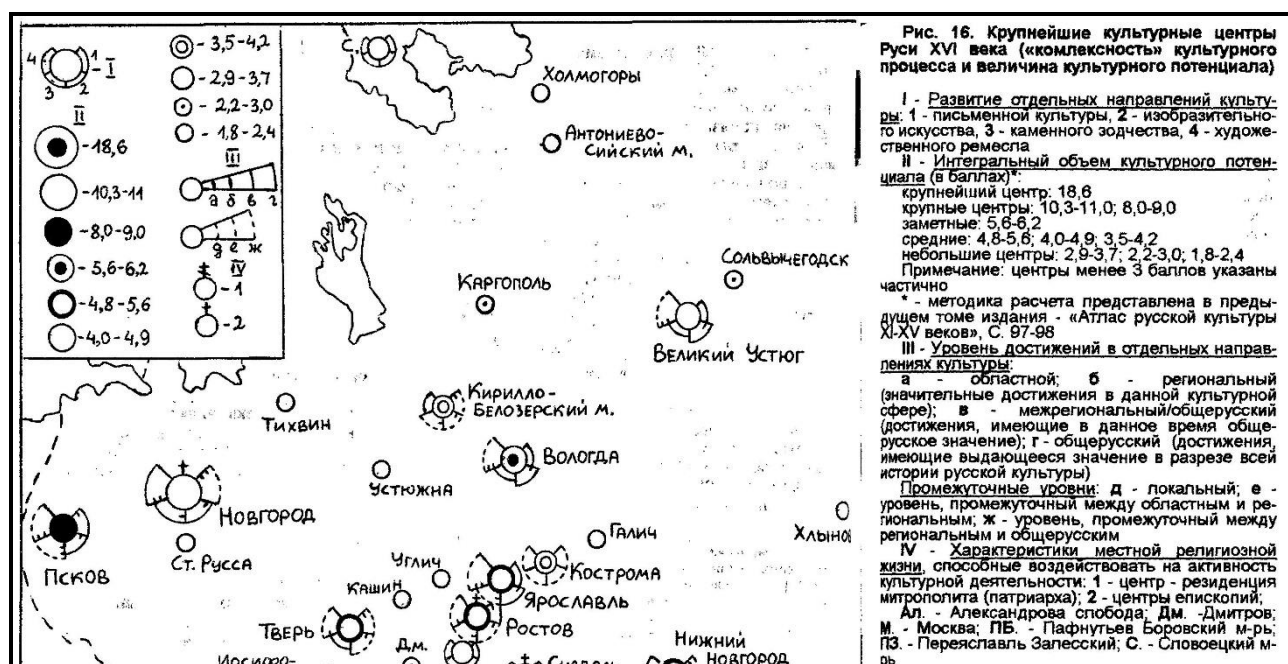 4 1
- I
3 2
II
-18,6
-10,3-11
-8,0-9,0
-5,6-6,2
-4,8-5,6
-4,0-4,9
- 3,5-4,2
- 2,9-3,7
- 2,2-3,0
- 1,8-2,4
III
а б в г
д е ж
IV
- 1
- 2
С.
Холмогоры
Антониево-
Сийский м.
Сольвычегодск
Каргополь
Великий Устюг
Кирилло-
Белозерский м.
Тихвин
Вологда
Устюжна
Новгород
Хлыно
Галич
Псков
Ст. Русса
Углич
Кострома
Кашин
Ярославль
Тверь
Ростов
Дм.
Нижний
Новгород
Иосифо-
Рис. 16. Крупнейшие культурные центры
Руси XVI века («комлексность» культурного
процесса и величина культурного потенциала)
I - Развитие отдельных направлений культу-
ры: 1 - письменной культуры, 2 - изобразительно-
го искусства, 3 - каменного зодчества, 4 - художе-
ственного ремесла
II - Интегральный объем культурного потен-
циала (в баллах)*:
крупнейший центр: 18,6
крупные центры: 10,3-11,0; 8,0-9,0
заметные: 5,6-6,2
средние: 4,8-5,6; 4,0-4,9; 3,5-4,2
небольшие центры: 2,9-3,7; 2,2-3,0; 1,8-2,4
Примечание: центры менее 3 баллов указаны
частично
* - методика расчета представлена в преды-
дущем томе издания - «Атлас русской культуры
XI-XV веков», С. 97-98
III - Уровень достижений в отдельных направ-
лениях культуры:
а - областной; б - региональный
(значительные достижения в данной культурной
сфере); в - межрегиональный/общерусский
(достижения, имеющие в данное время обще-
русское значение); г - общерусский (достижения,
имеющие выдающееся значение в разрезе всей
истории русской культуры)
Промежуточные уровни: д - локальный; е -
уровень, промежуточный между областным и ре-
гиональным; ж - уровень, промежуточный между
региональным и общерусским
IV - Характеристики местной религиозной
жизни, способные воздействовать на активность
культурной деятельности: 1 - центр - резиденция
митрополита (патриарха); 2 - центры епископий;
Ал. - Александрова слобода; Дм. -Дмитров;
М. - Москва; ПБ. - Пафнутьев Боровский м-рь;
ПЗ. - Переяславль Залесский; С. - Словоецкий м-